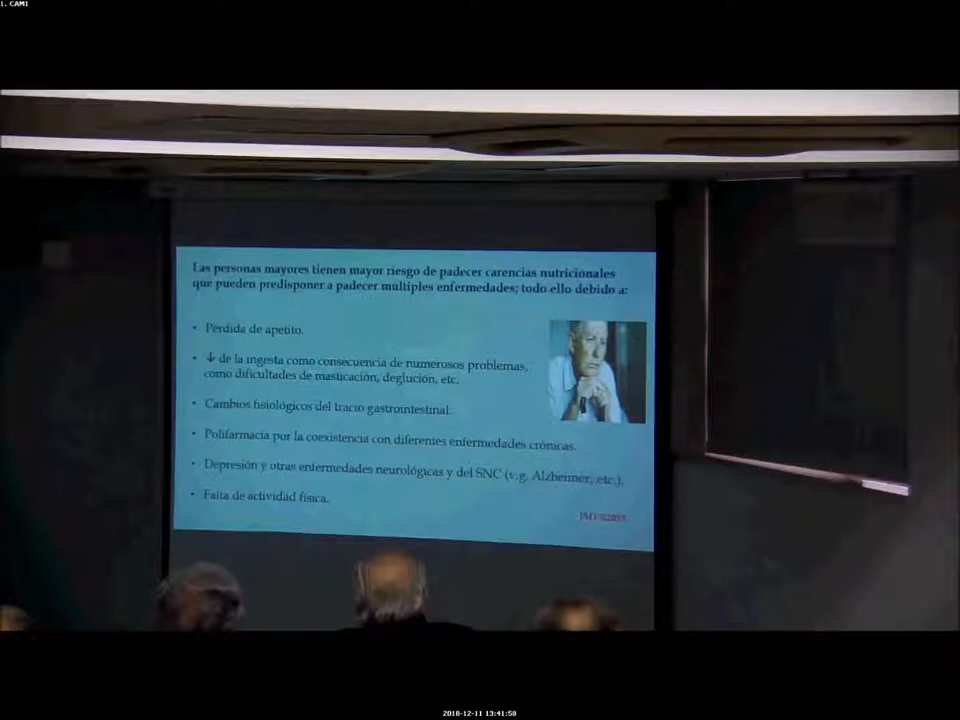 1. CAM1
Las personas mayores tienen mayor riesgo de padecer carencias nutricionales
que pueden predisponer a padecer múltiples enfermedades; todo ello debido a:
• Pérdida de apetito.
• ↓ de la ingesta como consecuencia de numerosos problemas,
como dificultades de masticación, deglución, etc.
• Cambios fisiológicos del tracto gastrointestinal.
• Polifarmacia por la coexistencia con diferentes enfermedades crónicas.
• Depresión y otras enfermedades neurológicas y del SNC (v.g. Alzheimer, etc.).
• Falta de actividad física.
2018-12-11 13:41:58